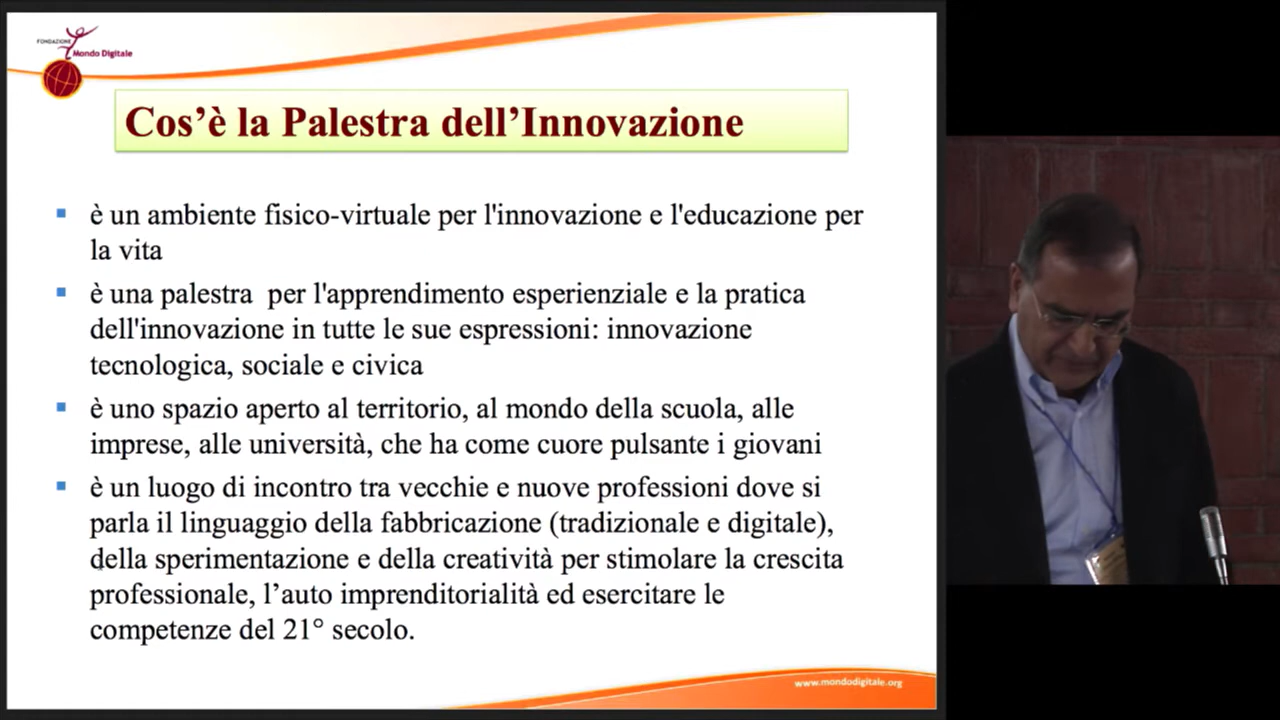 FONDAZIONE
Mondo Digitale
Cos’è la Palestra dell’Innovazione
è un ambiente fisico-virtuale per l'innovazione e l'educazione per
la vita
è una palestra  per l'apprendimento esperienziale e la pratica
dell'innovazione in tutte le sue espressioni: innovazione
tecnologica, sociale e civica
è uno spazio aperto al territorio, al mondo della scuola, alle
imprese, alle università, che ha come cuore pulsante i giovani
è un luogo di incontro tra vecchie e nuove professioni dove si
parla il linguaggio della fabbricazione (tradizionale e digitale),
della sperimentazione e della creatività per stimolare la crescita
professionale, l’auto imprenditorialità ed esercitare le
competenze del 21° secolo.
www.mondodigitale.org